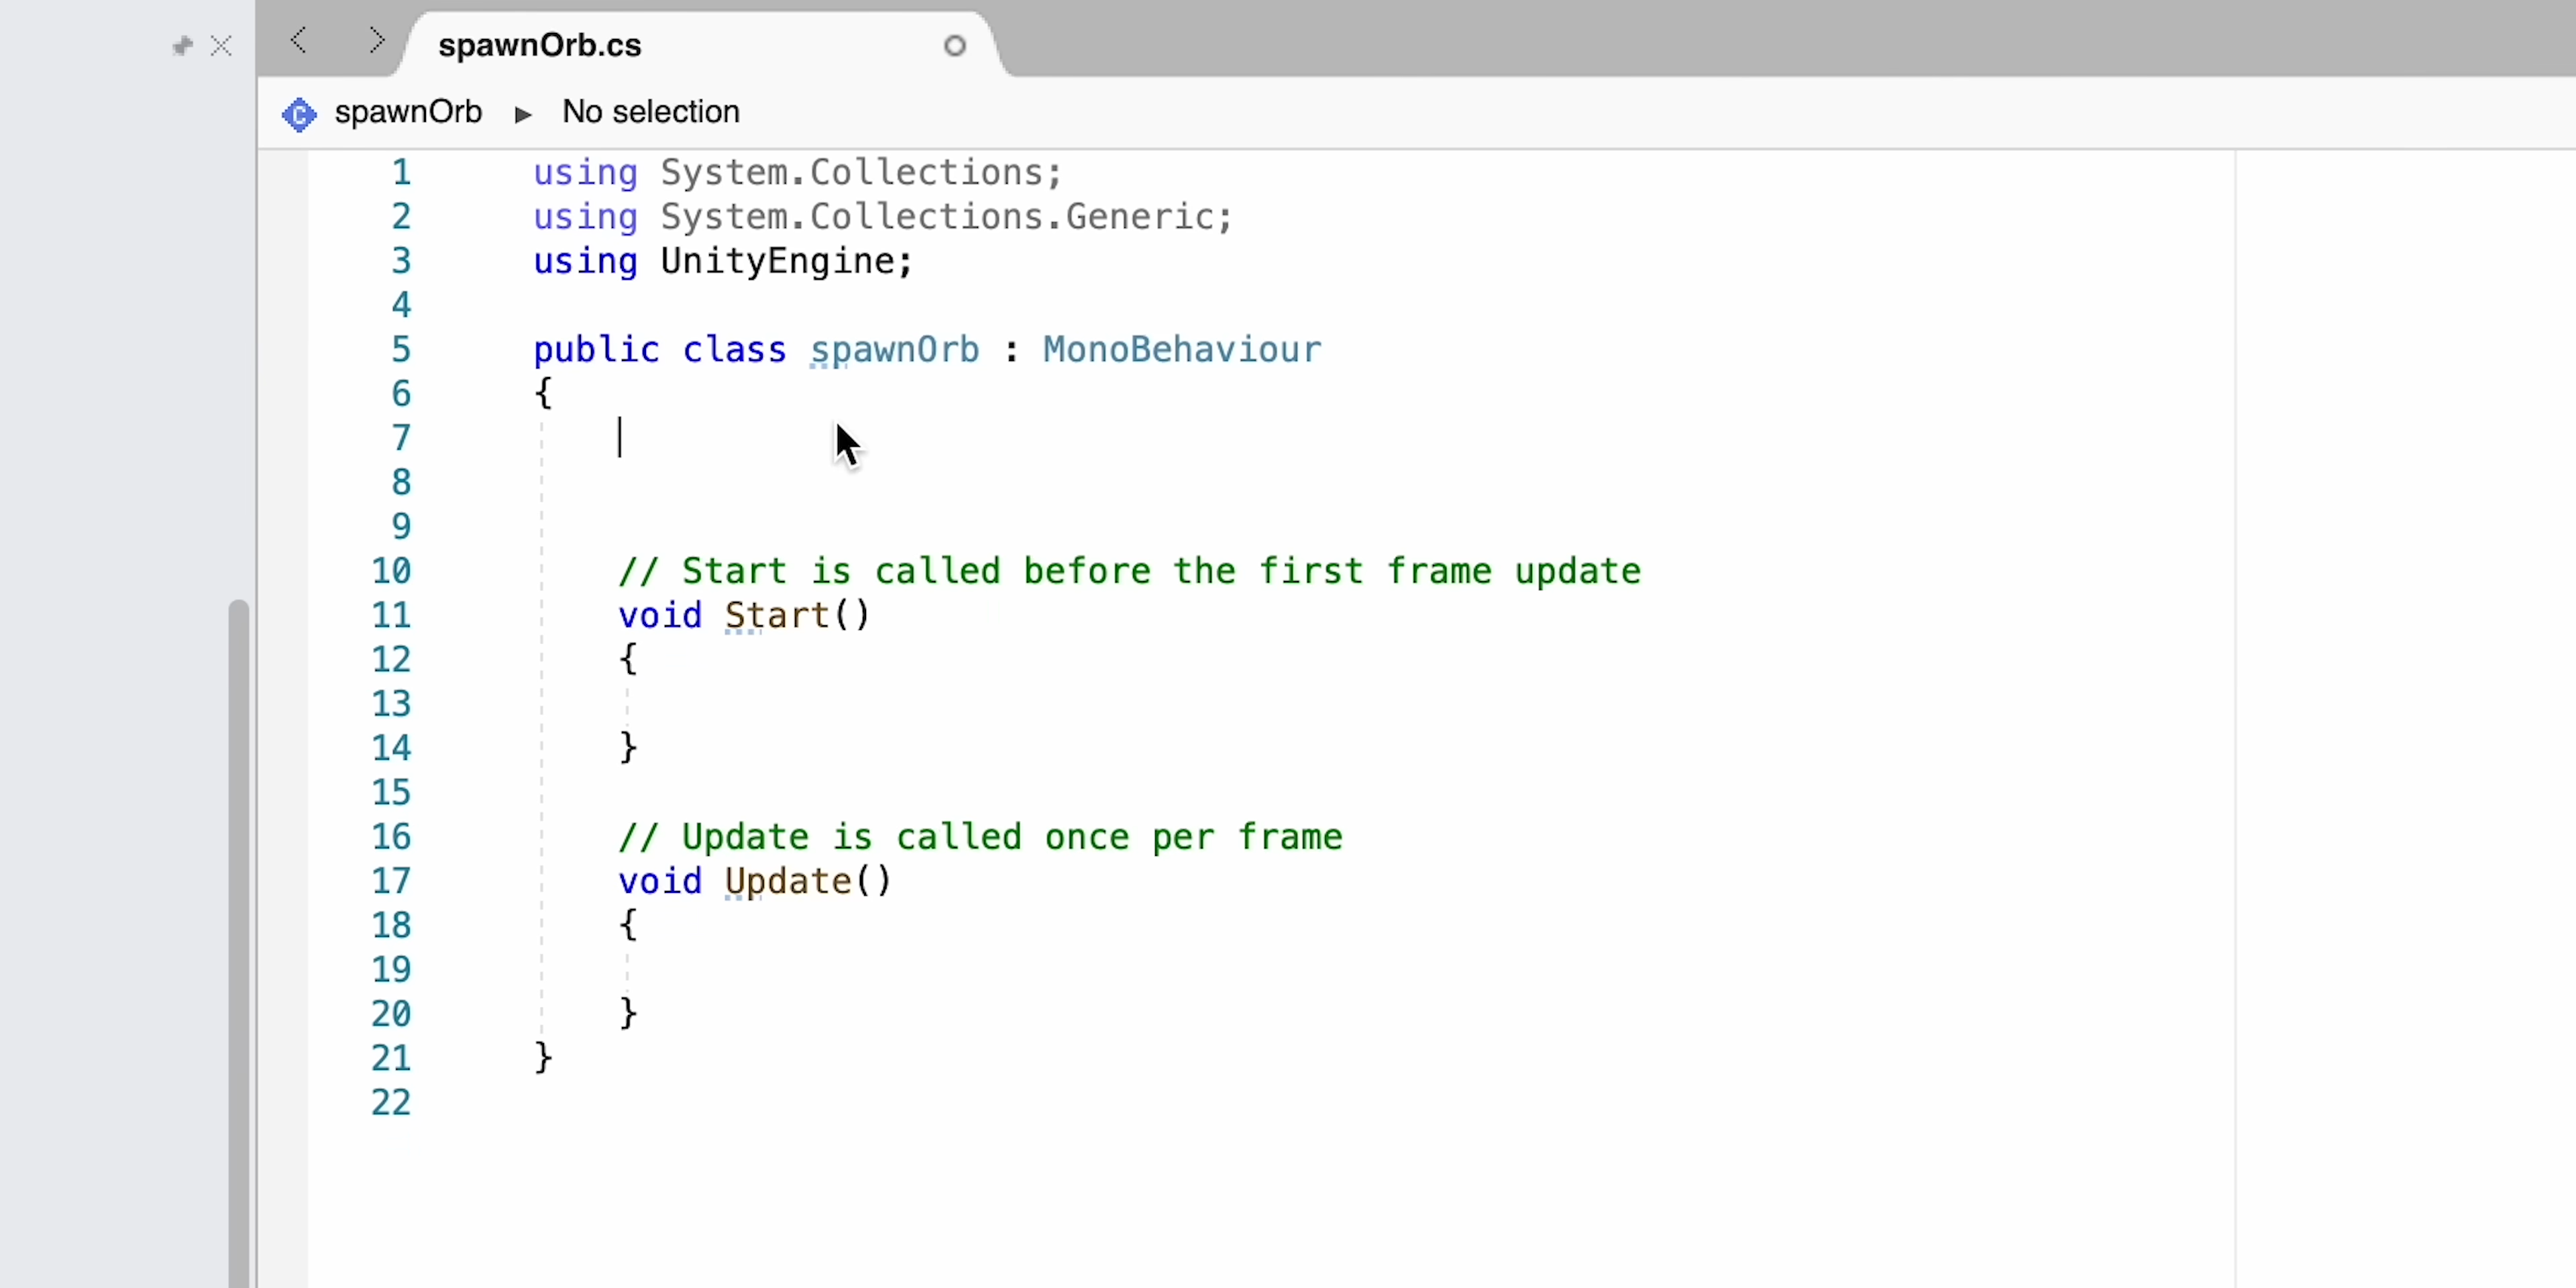 spawnOrb.cs
spawnOrb ▸ No selection
1 using System.Collections;
2 using System.Collections.Generic;
3 using UnityEngine;
4
5 public class spawnOrb : MonoBehaviour
6 {
7
8
9
10 // Start is called before the first frame update
11 void Start()
12 {
13
14 }
15
16 // Update is called once per frame
17 void Update()
18 {
19
20 }
21 }
22